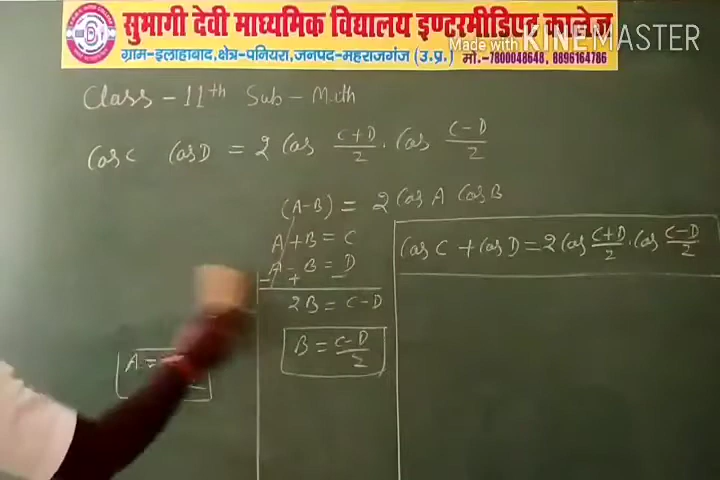 सुभागी देवी माध्यमिक विद्यालय इण्टरमीडिएट कालेज
ग्राम-इलाहाबाद,क्षेत्र-पनियरा,जनपद-महराजगंज (उ.प्र.) मो.-7800048648, 8896164786
Made with KINEMASTER
Class - 11th Sub - Math
Cos C Cos D = 2 Cos C+D/2 . Cos C-D/2
(A-B) = 2 Cos A Cos B
A + B = C
A - B = D
- + -
2B = C-D
B = C-D/2
A =
Cos C + Cos D = 2 Cos C+D/2 . Cos C-D/2